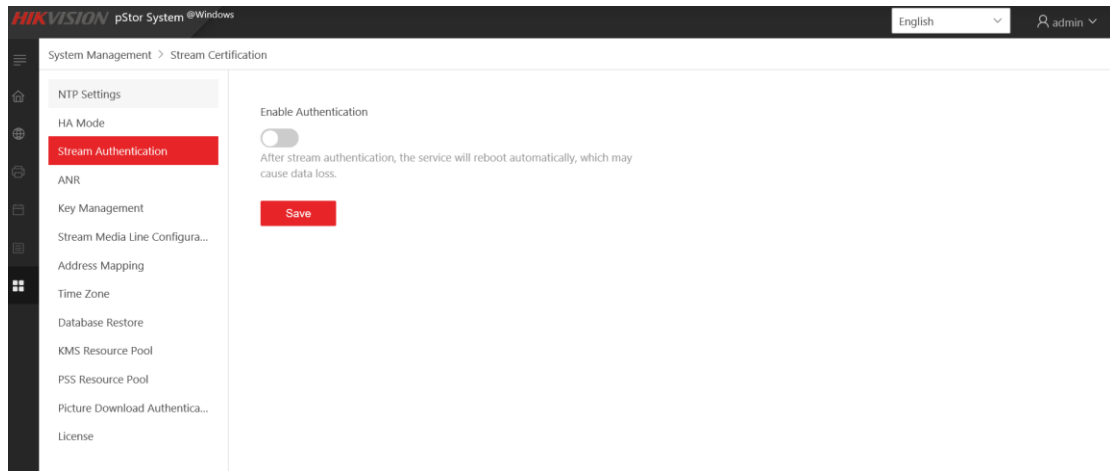 HIKVISION pStor System @Windows
English
admin
System Management > Stream Certification
NTP Settings
HA Mode
Stream Authentication
ANR
Key Management
Stream Media Line Configura...
Address Mapping
Time Zone
Database Restore
KMS Resource Pool
PSS Resource Pool
Picture Download Authentica...
License
Enable Authentication
After stream authentication, the service will reboot automatically, which may
cause data loss.
Save